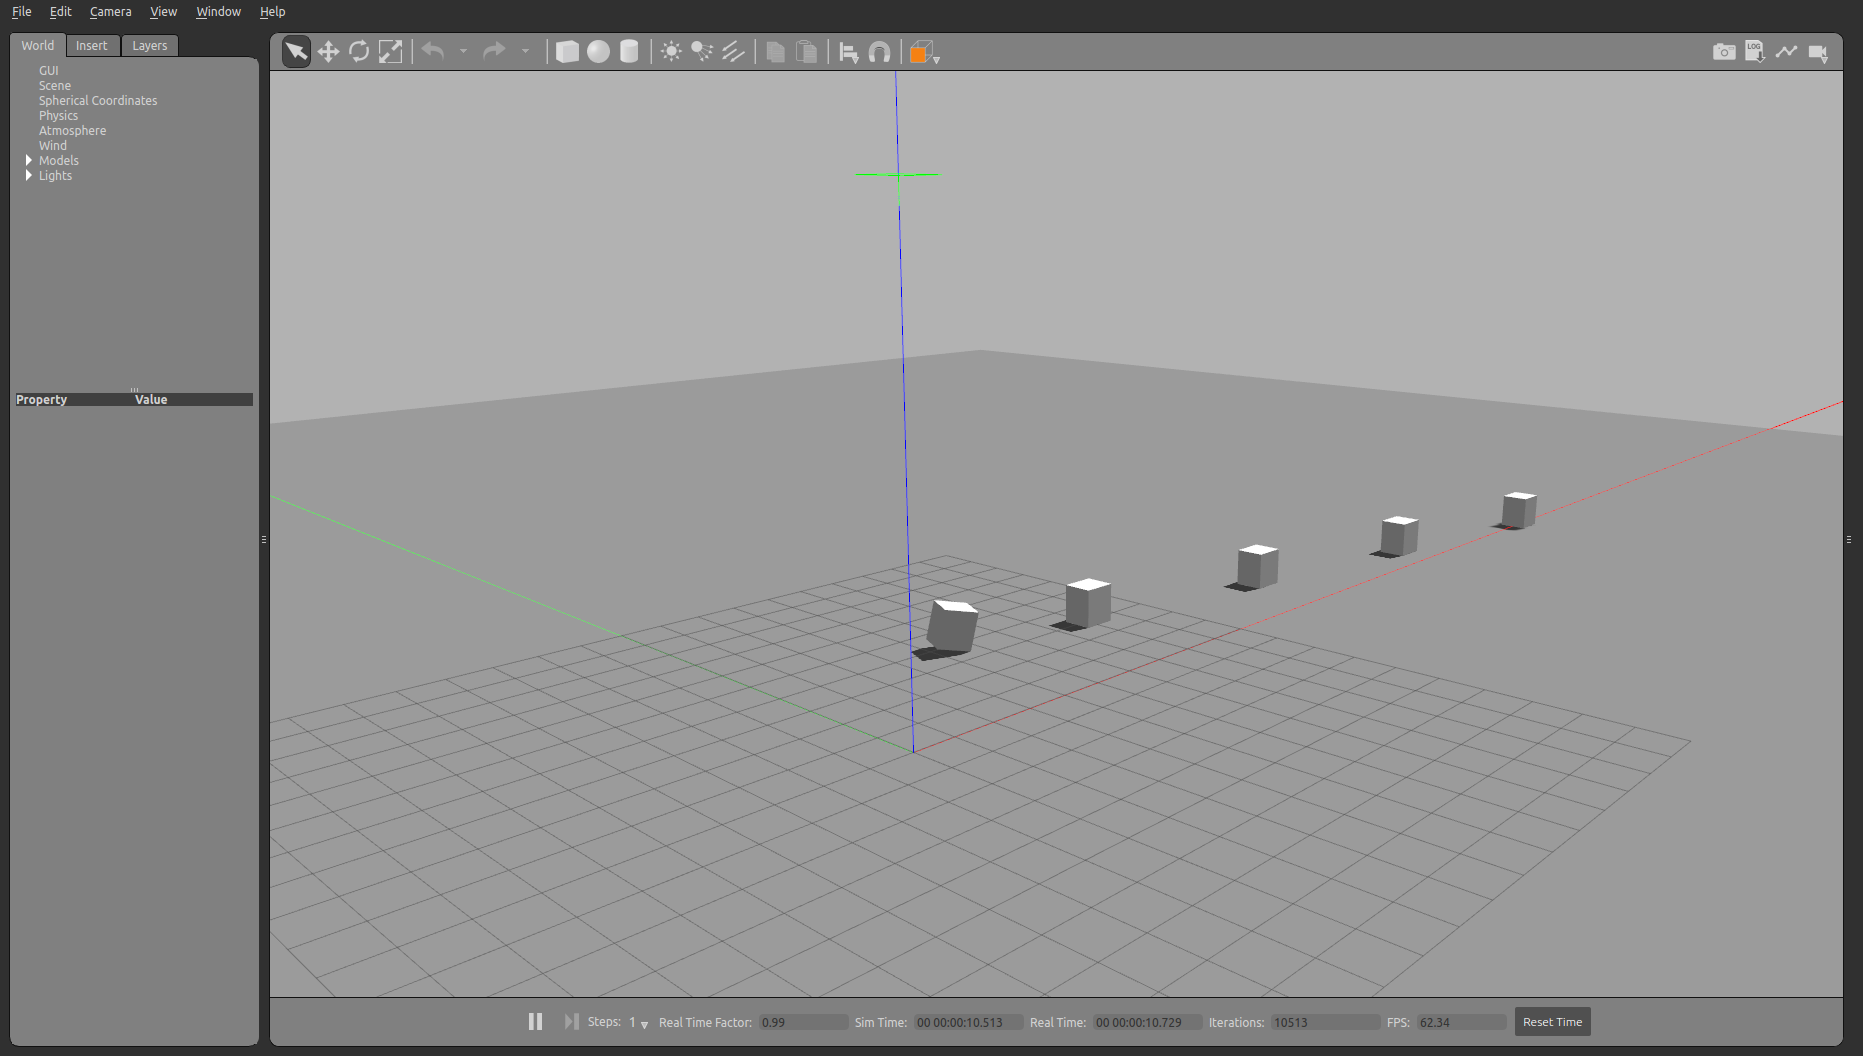 File Edit Camera View Window Help
World Insert Layers
LOG
GUI
Scene
Spherical Coordinates
Physics
Atmosphere
Wind
Models
Lights
Property Value
Steps: 1 Real Time Factor: 0.99 Sim Time: 00 00:00:10.513 Real Time: 00 00:00:10.729 Iterations: 10513 FPS: 62.34 Reset Time